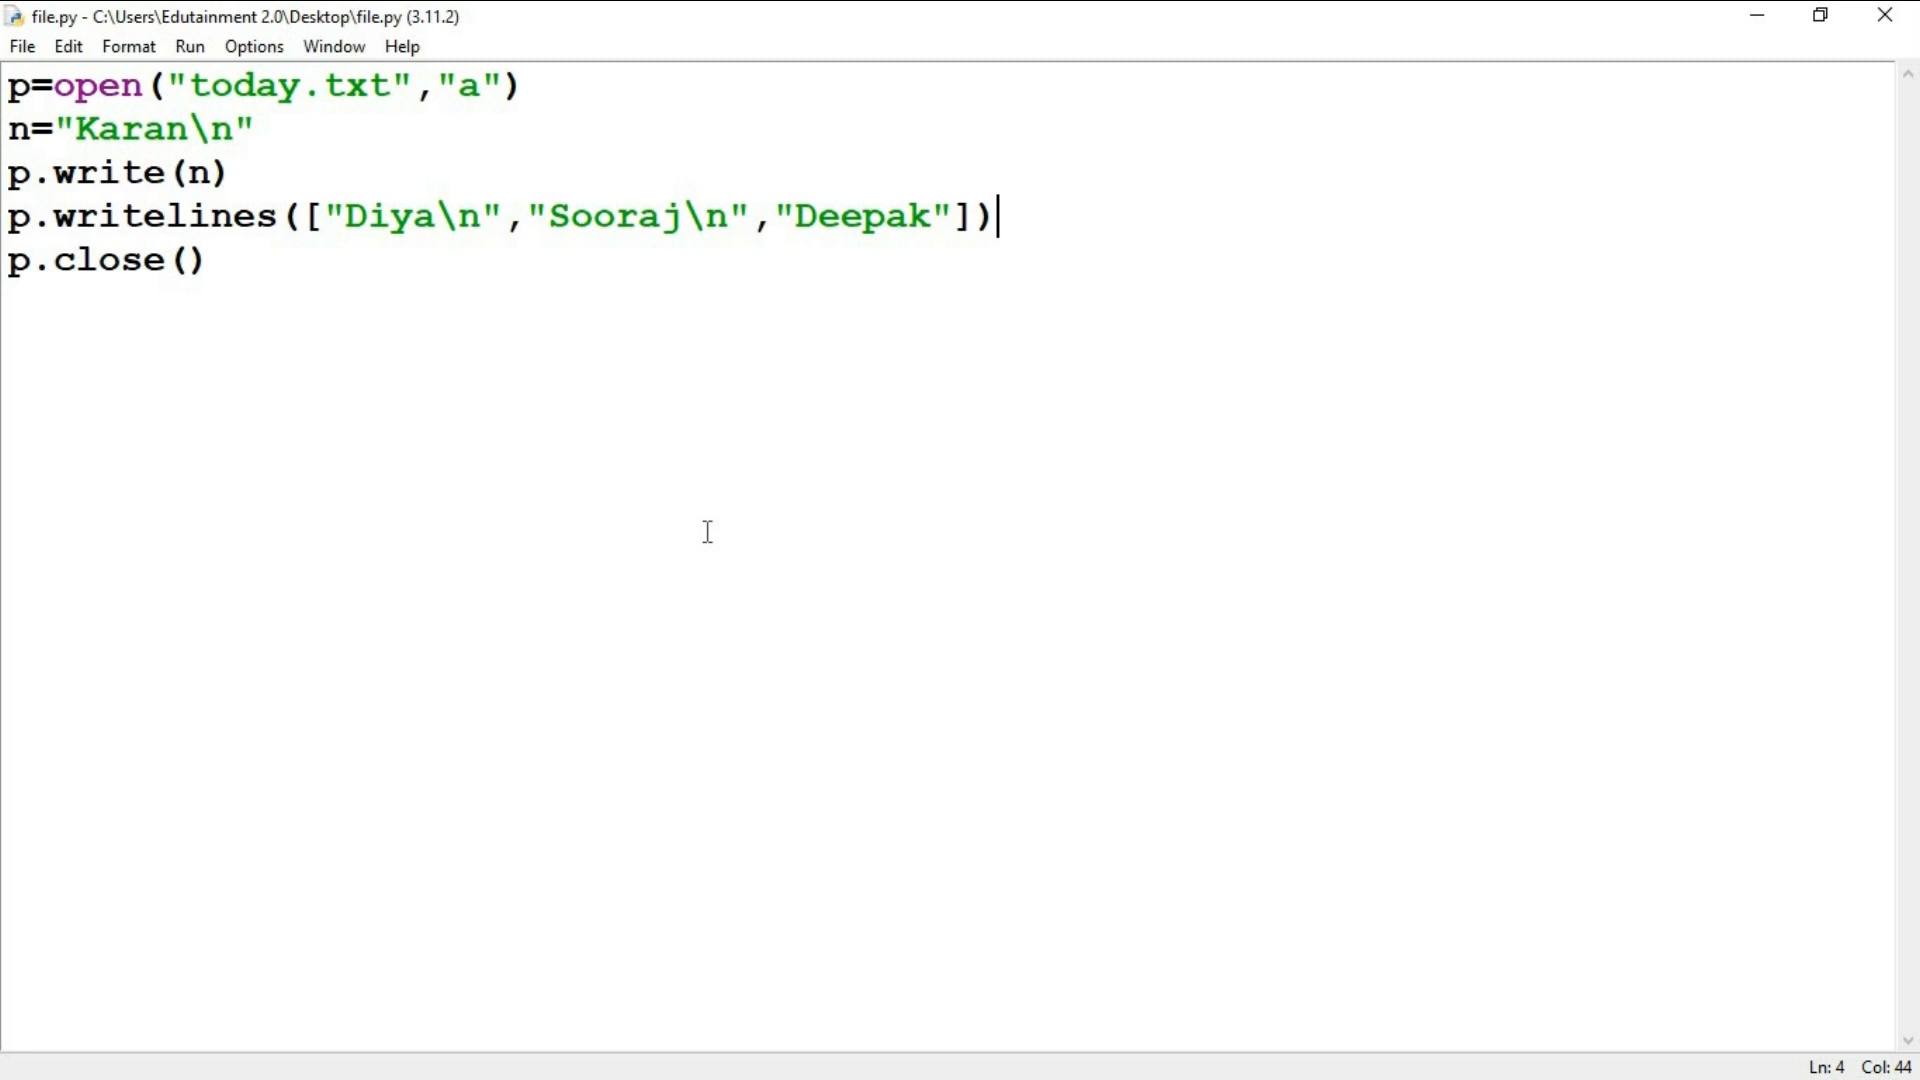 file.py - C:\Users\Edutainment 2.0\Desktop\file.py (3.11.2)
File Edit Format Run Options Window Help
p=open("today.txt","a")
n="Karan\n"
p.write(n)
p.writelines(["Diya\n","Sooraj\n","Deepak"])
p.close()
Ln: 4 Col: 44